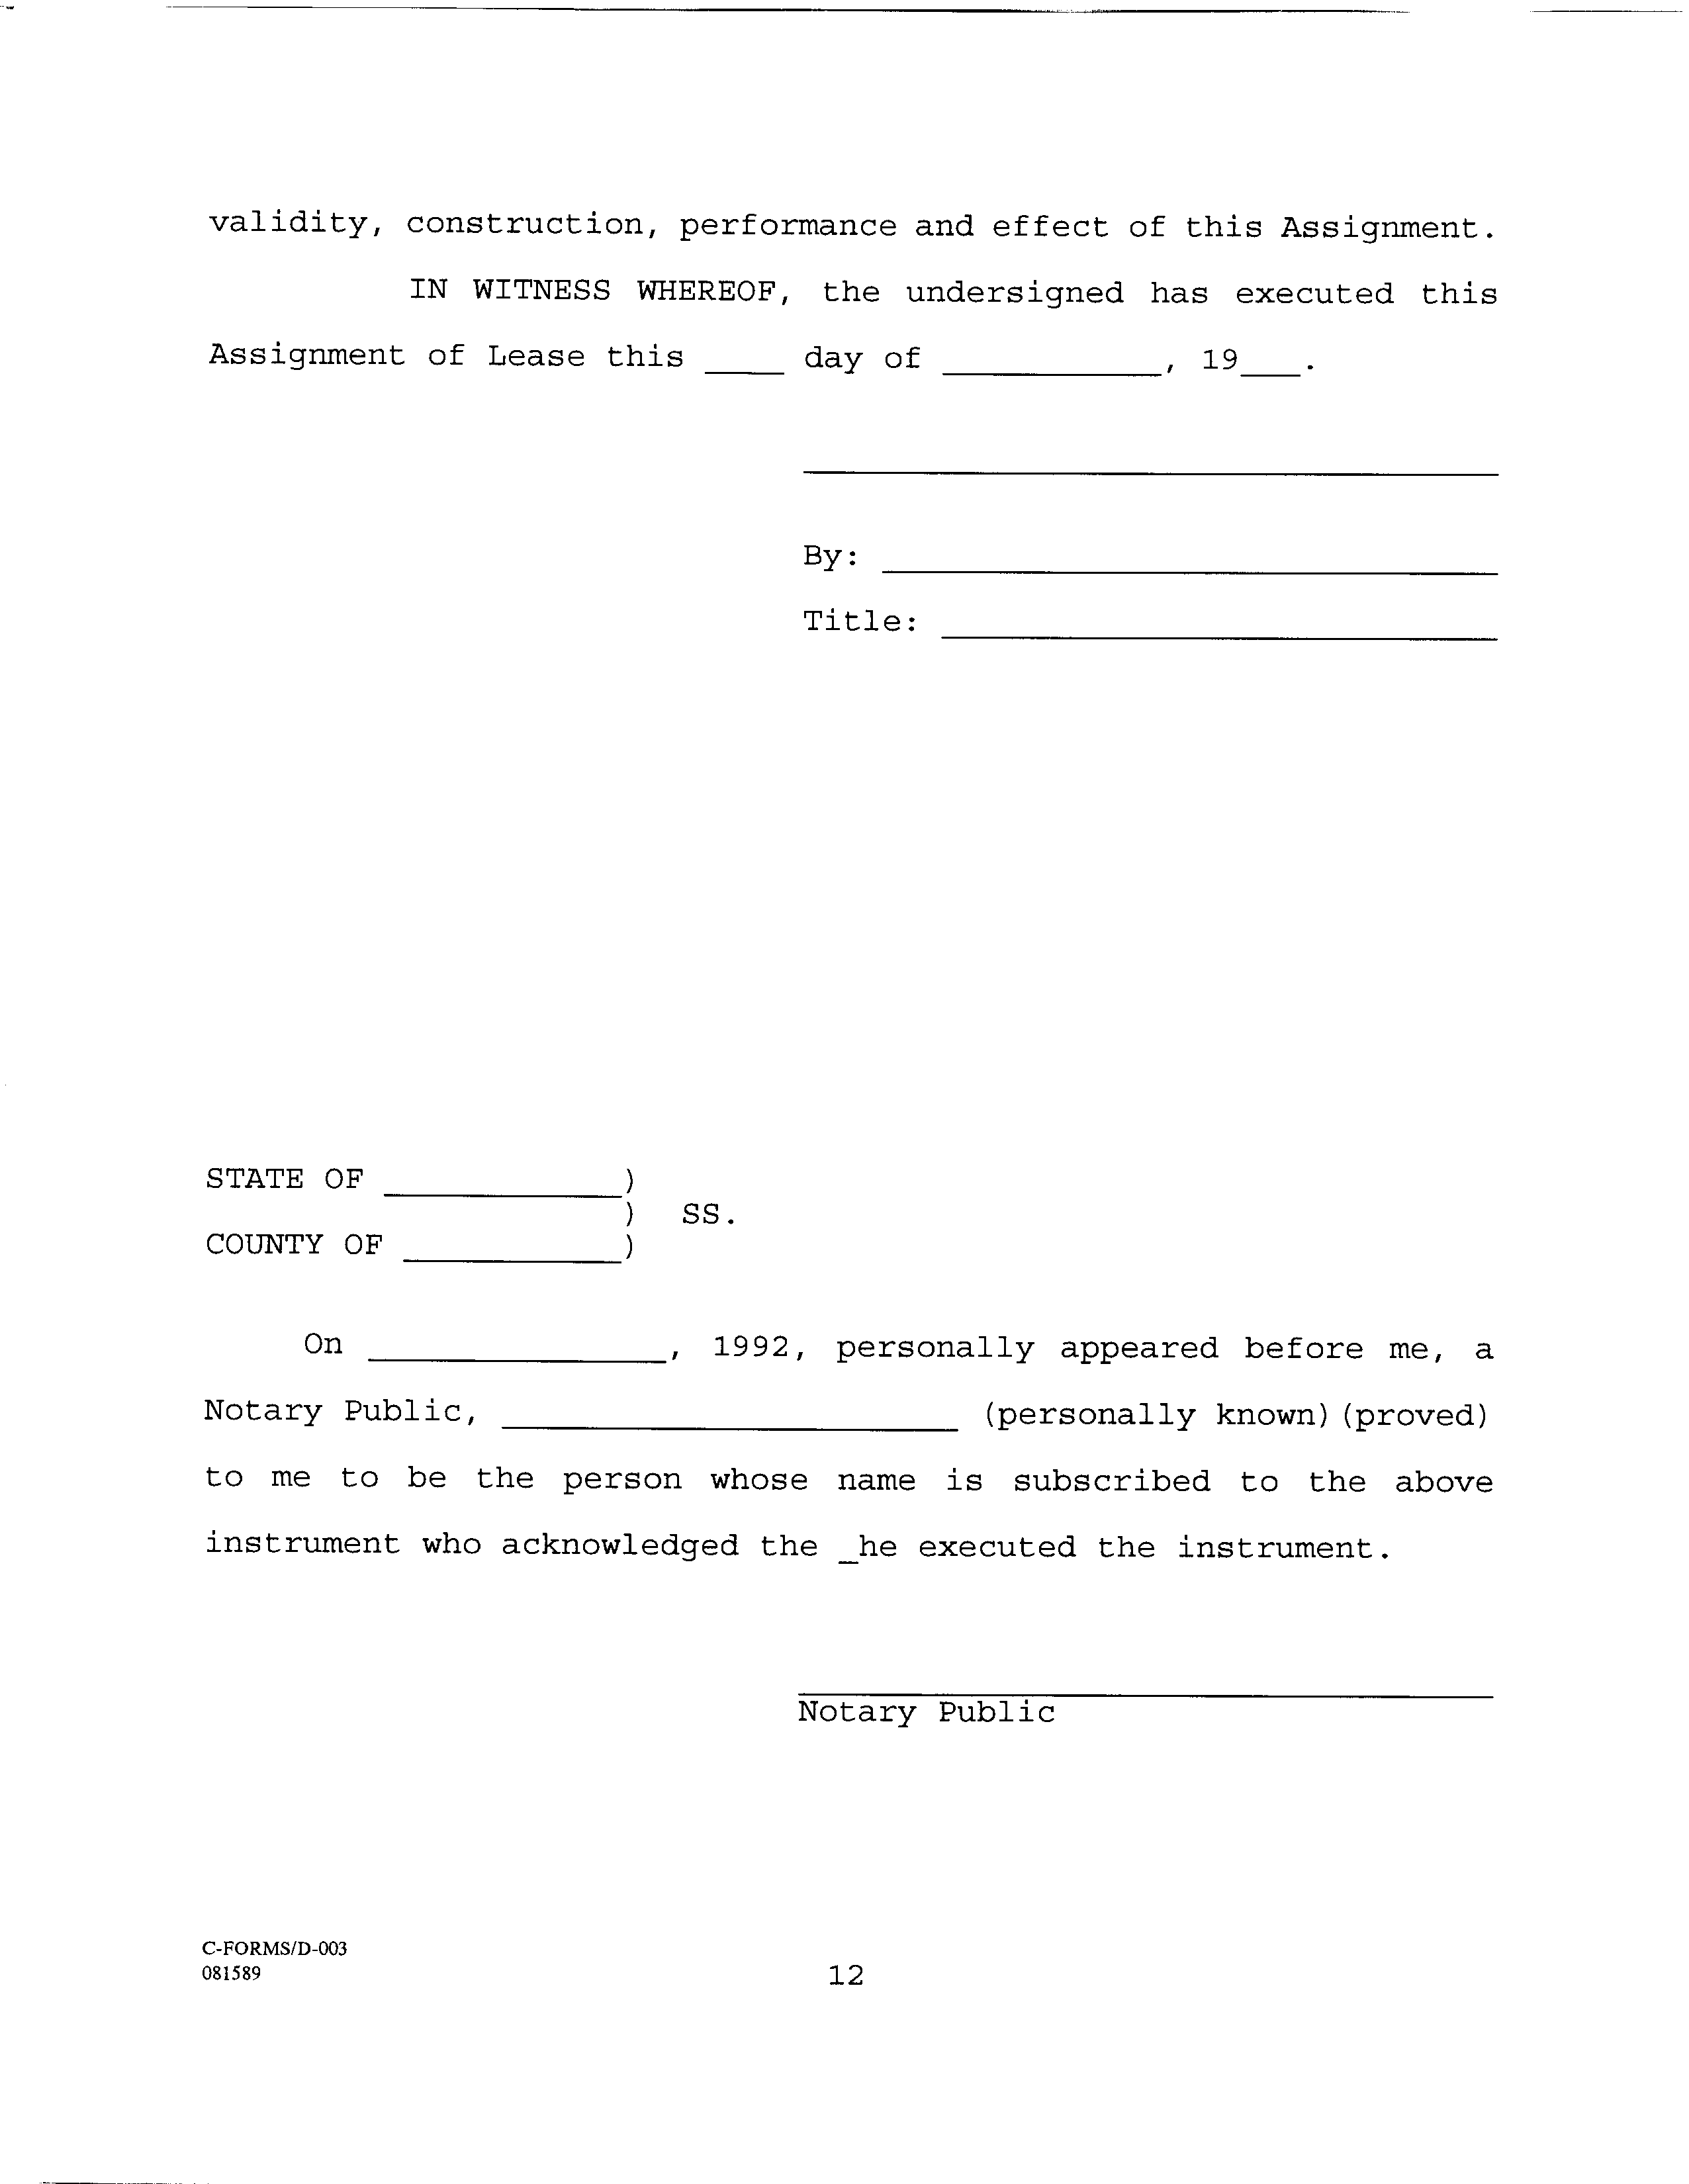 validity, construction, performance and effect of this Assignment.
IN WITNESS WHEREOF, the undersigned has executed this
Assignment of Lease this ____ day of ___________, 19___.
By: ____________________
Title: ____________________
STATE OF ____________)
) SS.
COUNTY OF ___________)
On _______________, 1992, personally appeared before me, a
Notary Public, _______________________ (personally known) (proved)
to me to be the person whose name is subscribed to the above
instrument who acknowledged the _he executed the instrument.
Notary Public
C-FORMS/D-003
081589
12